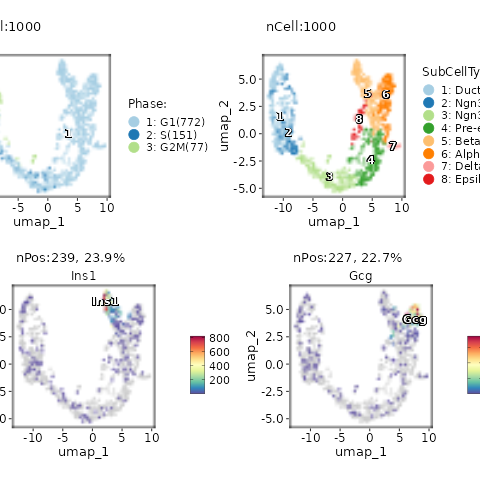 l:1000
nCell:1000
Phase:
1: G1(772)
2: S(151)
3: G2M(77)
1
-5 0 5 10
umap_1
umap_2
5.0
2.5
0.0
-2.5
-5.0
1
2
3
4
5
6
7
8
-10 -5 0 5 10
umap_1
SubCellTy
1: Duct
2: Ngn3
3: Ngn3
4: Pre-e
5: Beta
6: Alph
7: Delta
8: Epsil
nPos:239, 23.9%
Ins1
Ins1
-10 -5 0 5 10
umap_1
800
600
400
200
nPos:227, 22.7%
Gcg
umap_2
5.0
2.5
0.0
-2.5
-5.0
Gcg
-10 -5 0 5 10
umap_1